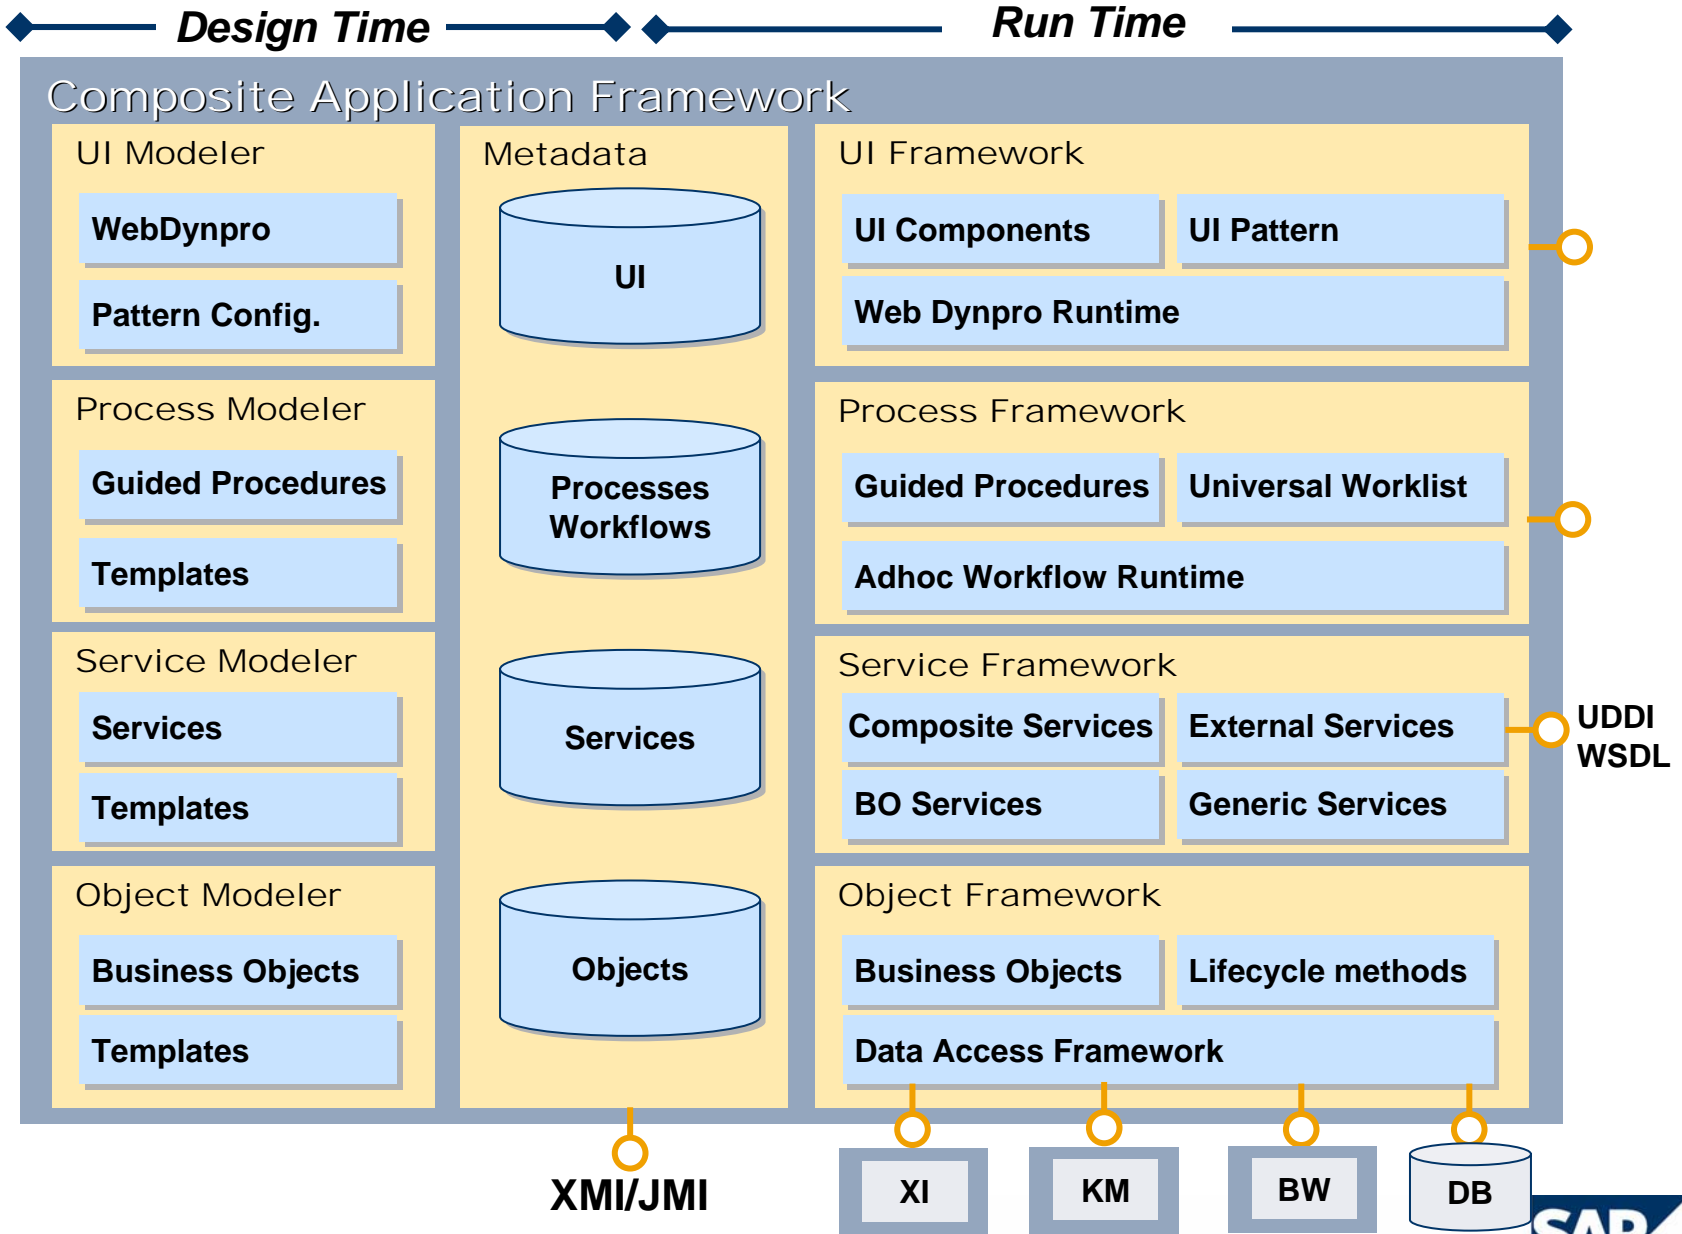 Design Time
Run Time
Composite Application Framework
UI Modeler
WebDynpro
Pattern Config.
Process Modeler
Guided Procedures
Templates
Service Modeler
Services
Templates
Object Modeler
Business Objects
Templates
Metadata
UI
Processes
Workflows
Services
Objects
XMI/JMI
UI Framework
UI Components
UI Pattern
Web Dynpro Runtime
Process Framework
Guided Procedures
Universal Worklist
Adhoc Workflow Runtime
Service Framework
Composite Services
External Services
BO Services
Generic Services
UDDI
WSDL
Object Framework
Business Objects
Lifecycle methods
Data Access Framework
XI
KM
BW
DB
SAP